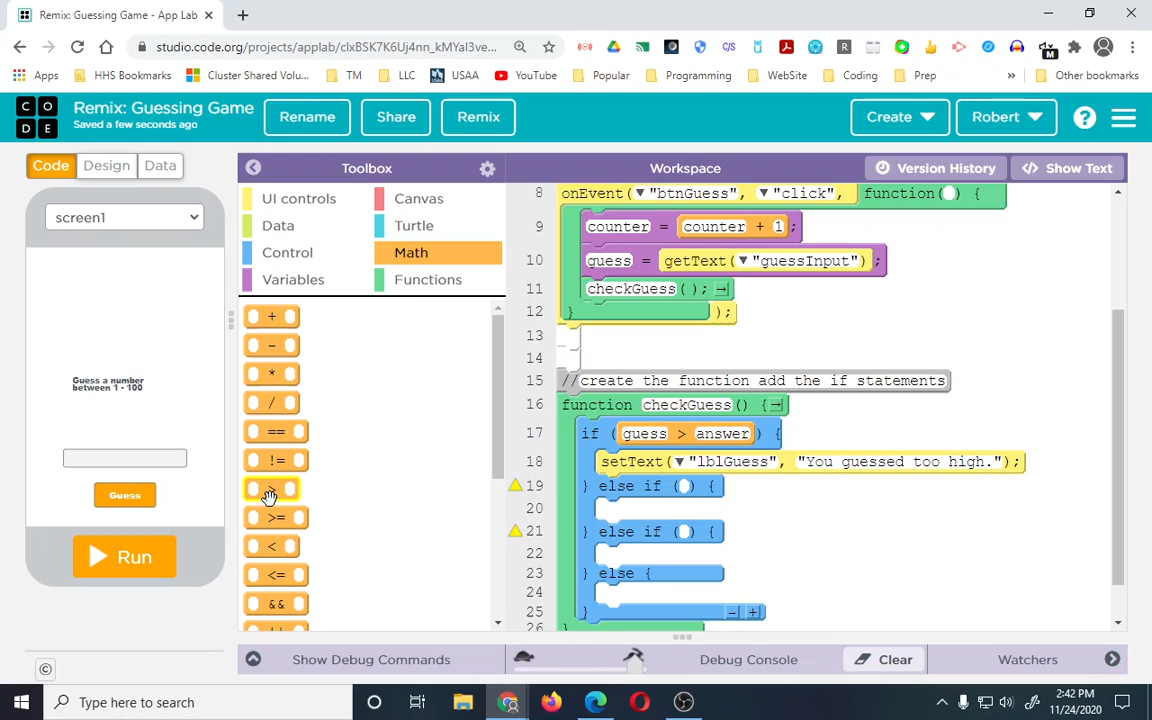 Remix: Guessing Game - App Lab
studio.code.org/projects/applab/clxBSK7K6Uj4nn_kMYaI3ve...
Apps HHS Bookmarks Cluster Shared Volu... TM LLC USAA YouTube Popular Programming WebSite Coding Prep » Other bookmarks
C O D E
Remix: Guessing Game
Saved a few seconds ago
Rename Share Remix Create Robert ?
Code Design Data
Toolbox
Workspace Version History </> Show Text
screen1
UI controls Canvas
Data Turtle
Control Math
Variables Functions
+
-
*
/
==
!=
>
>=
<
<=
&&
Guess a number
between 1 - 100
Guess
Run
8 onEvent("btnGuess", "click", function() {
9 counter = counter + 1;
10 guess = getText("guessInput");
11 checkGuess();
12 } );
13
14
15 //create the function add the if statements
16 function checkGuess() {
17 if (guess > answer) {
18 setText("lblGuess", "You guessed too high.");
19 } else if () {
20
21 } else if () {
22
23 } else {
24
25 } - +
26 }
Show Debug Commands Debug Console Clear Watchers
©
Type here to search
2:42 PM
11/24/2020